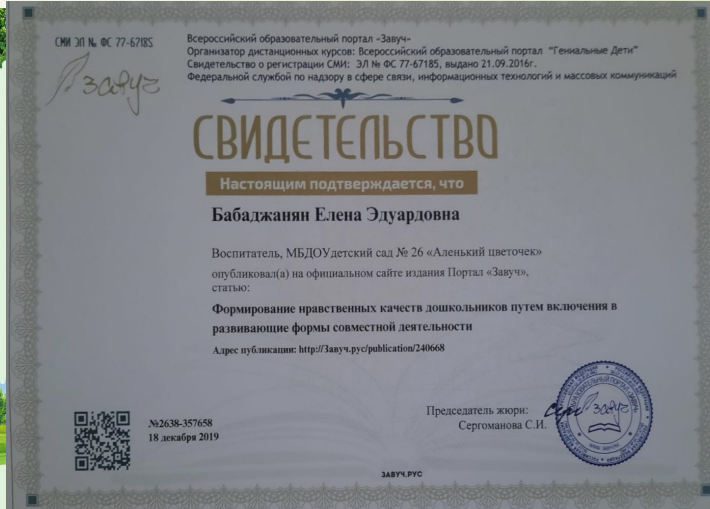 СМИ ЭЛ № ФС 77-67185
завуч
Всероссийский образовательный портал «Завуч»
Организатор дистанционных курсов: Всероссийский образовательный портал "Гениальные Дети"
Свидетельство о регистрации СМИ: ЭЛ № ФС 77-67185, выдано 21.09.2016г.
Федеральной службой по надзору в сфере связи, информационных технологий и массовых коммуникаций
СВИДЕТЕЛЬСТВО
Настоящим подтверждается, что
Бабаджанян Елена Эдуардовна
Воспитатель, МБДОУдетский сад № 26 «Аленький цветочек»
опубликовал(а) на официальном сайте издания Портал «Завуч»,
статью:
Формирование нравственных качеств дошкольников путем включения в
развивающие формы совместной деятельности
Адрес публикации: http://Завуч.рус/publication/240668
№2638-357658
18 декабря 2019
Председатель жюри:
Сергоманова С.И.
завуч
ЗАВУЧ.РУС